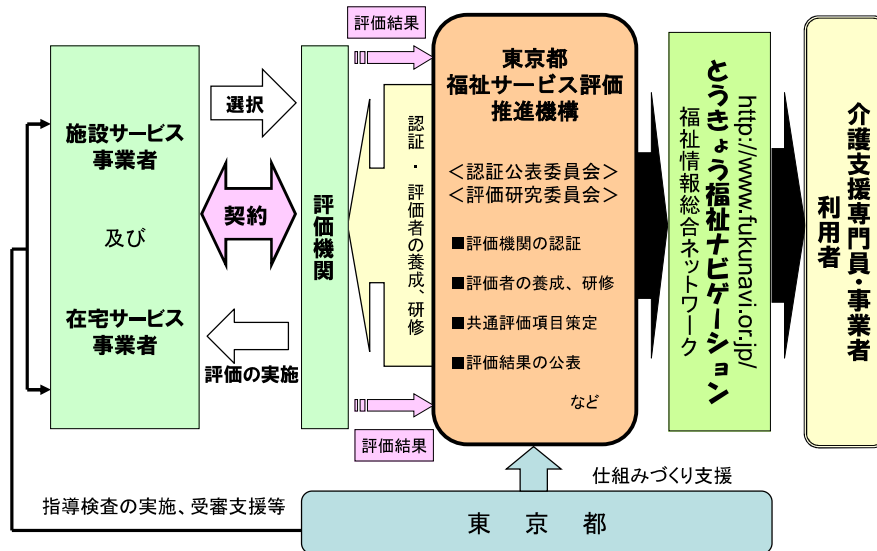 施設サービス
事業者
及び
在宅サービス
事業者
選択
契約
評価の実施
評価機関
評価結果
評価結果
認証・評価者の養成、研修
東京都
福祉サービス評価
推進機構
＜認証公表委員会＞
＜評価研究委員会＞
■評価機関の認証
■評価者の養成、研修
■共通評価項目策定
■評価結果の公表
など
http://www.fukunavi.or.jp/
とうきょう福祉ナビゲーション
福祉情報総合ネットワーク
介護支援専門員・事業者
利用者
仕組みづくり支援
指導検査の実施、受審支援等
東京都